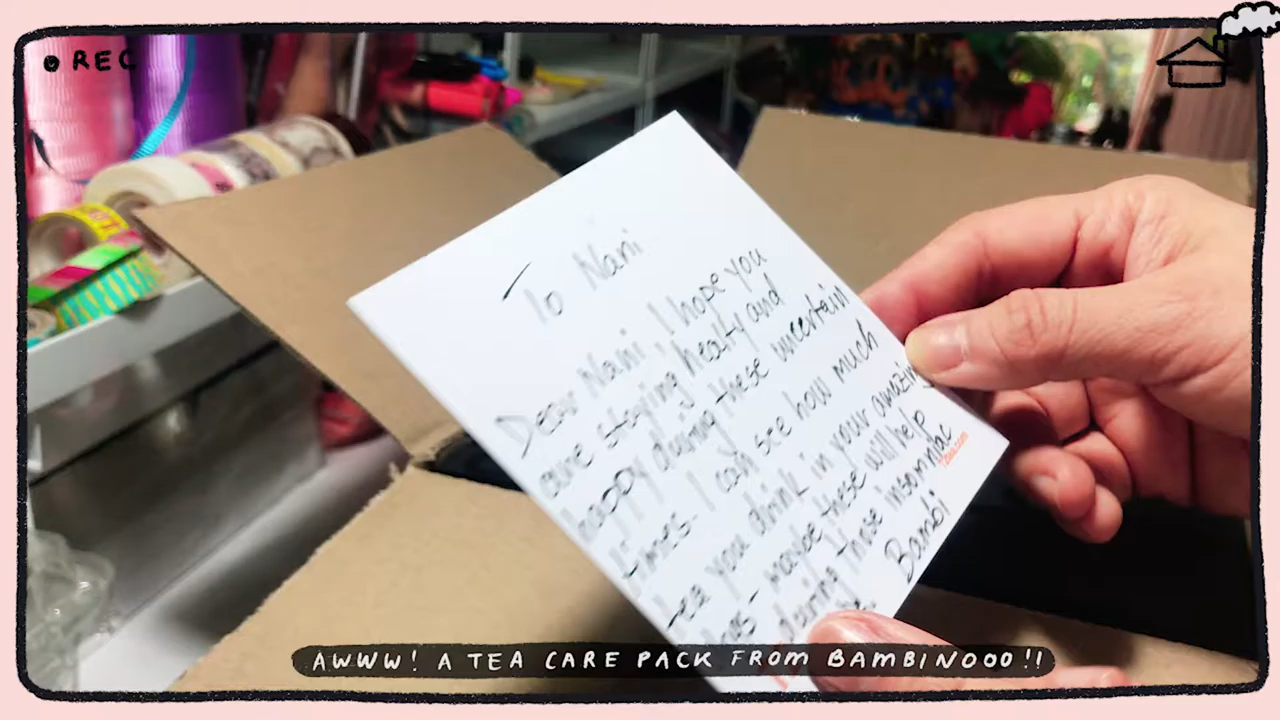 REC
To Nani
Dear Nani, I hope you
are staying healty and
happy during these uncertain
times. I can see how much
tea you drink in your amazing
maybe these will help
during those insomniac
Bambi
AWWW! A TEA CARE PACK FROM BAMBINOOO!!